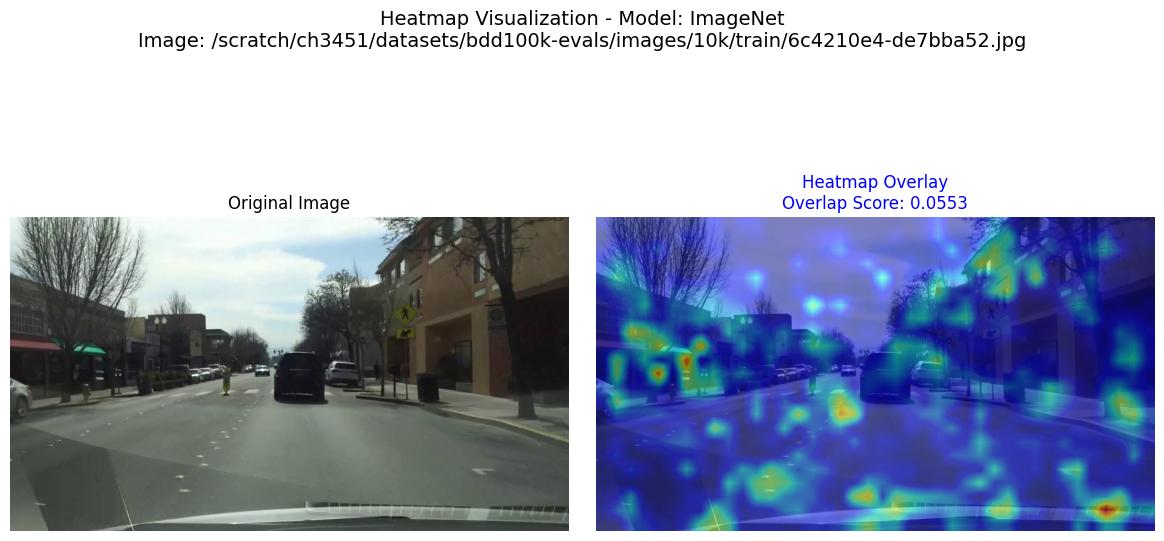 Heatmap Visualization - Model: ImageNet
Image: /scratch/ch3451/datasets/bdd100k-evals/images/10k/train/6c4210e4-de7bba52.jpg
Original Image
Heatmap Overlay
Overlap Score: 0.0553